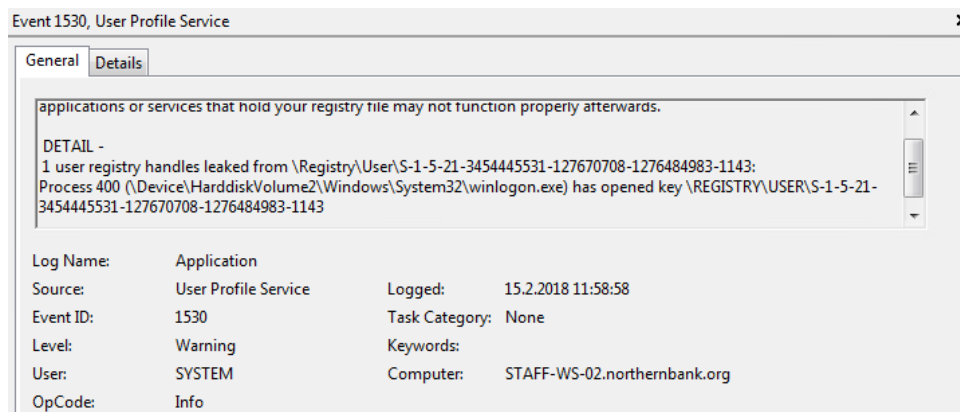 Event 1530, User Profile Service
General Details
applications or services that hold your registry file may not function properly afterwards.
DETAIL -
1 user registry handles leaked from \Registry\User\S-1-5-21-3454445531-127670708-1276484983-1143:
Process 400 (\Device\HarddiskVolume2\Windows\System32\winlogon.exe) has opened key \REGISTRY\USER\S-1-5-21-
3454445531-127670708-1276484983-1143
Log Name: Application
Source: User Profile Service Logged: 15.2.2018 11:58:58
Event ID: 1530 Task Category: None
Level: Warning Keywords:
User: SYSTEM Computer: STAFF-WS-02.northernbank.org
OpCode: Info